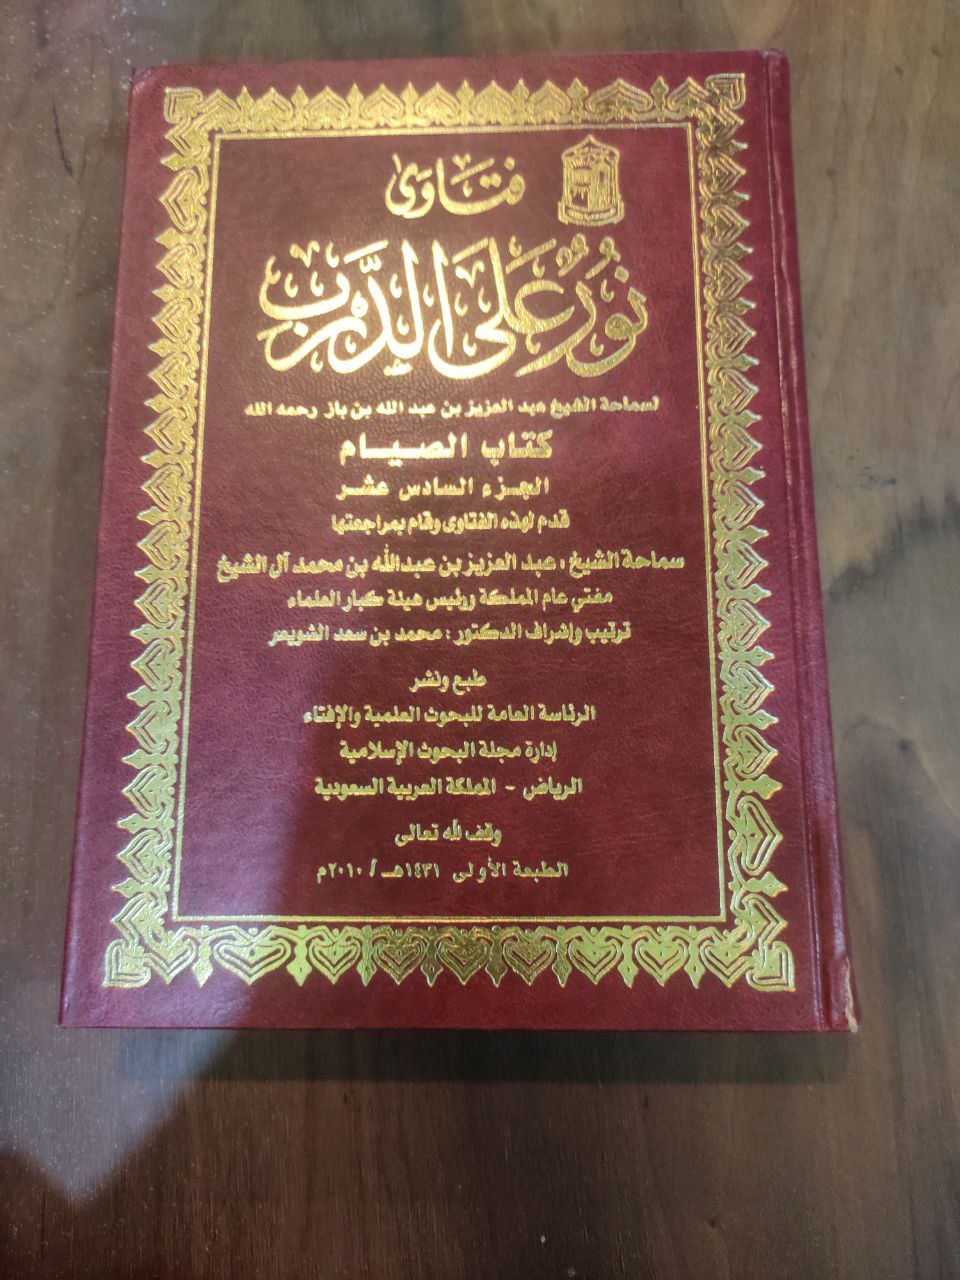 فتاوى
نُورٌ عَلَى الدَّرْبِ
لسماحة الشيخ عبد العزيز بن عبد الله بن باز رحمه الله
كتاب الصيام
الجزء السادس عشر
قدم لهذه الفتاوى وقام بمراجعتها
سماحة الشيخ : عبد العزيز بن عبدالله بن محمد آل الشيخ
مفتي عام المملكة ورئيس هيئة كبار العلماء
ترتيب وإشراف الدكتور : محمد بن سعد الشويعر
طبع ونشر
الرئاسة العامة للبحوث العلمية والإفتاء
إدارة مجلة البحوث الإسلامية
الرياض - المملكة العربية السعودية
وقف لله تعالى
الطبعة الأولى ١٤٣١هـ / ٢٠١٠م